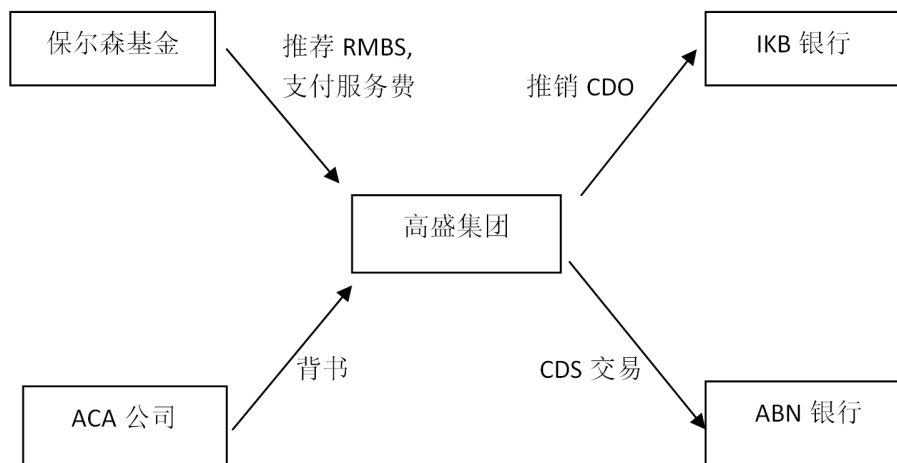 保尔森基金
推荐 RMBS,
支付服务费
推销 CDO
IKB 银行
高盛集团
背书
CDS 交易
ACA 公司
ABN 银行